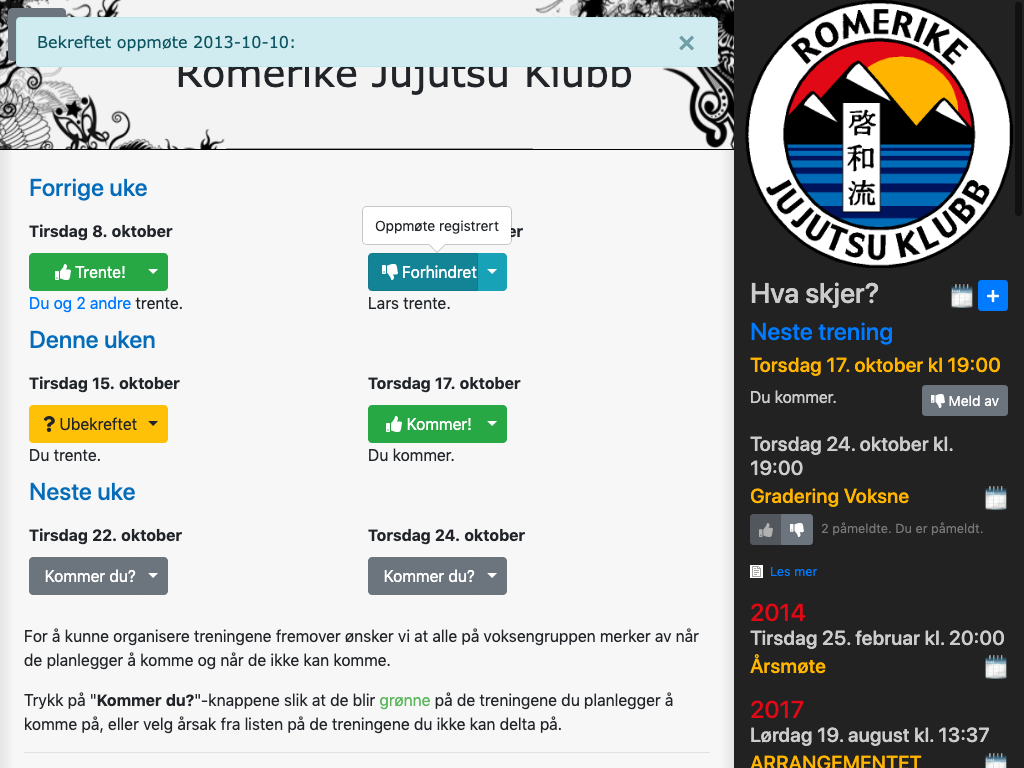 Bekreftet oppmøte 2013-10-10:
×
Romerike Jujutsu Klubb
Forrige uke
Tirsdag 8. oktober
er
Oppmøte registrert
Trente!
Forhindret
Du og 2 andre trente.
Lars trente.
Denne uken
Tirsdag 15. oktober
Torsdag 17. oktober
? Ubekreftet
Kommer!
Du trente.
Du kommer.
Neste uke
Tirsdag 22. oktober
Torsdag 24. oktober
Kommer du?
Kommer du?
For å kunne organisere treningene fremover ønsker vi at alle på voksengruppen merker av når
de planlegger å komme og når de ikke kan komme.
Trykk på "Kommer du?"-knappene slik at de blir grønne på de treningene du planlegger å
komme på, eller velg årsak fra listen på de treningene du ikke kan delta på.
ROMERIKE
啓和流
JUJUTSU KLUBB
Hva skjer?
+
Neste trening
Torsdag 17. oktober kl 19:00
Du kommer.
Meld av
Torsdag 24. oktober kl.
19:00
Gradering Voksne
2 påmeldte. Du er påmeldt.
Les mer
2014
Tirsdag 25. februar kl. 20:00
Årsmøte
2017
Lørdag 19. august kl. 13:37
ARRANGEMENTET